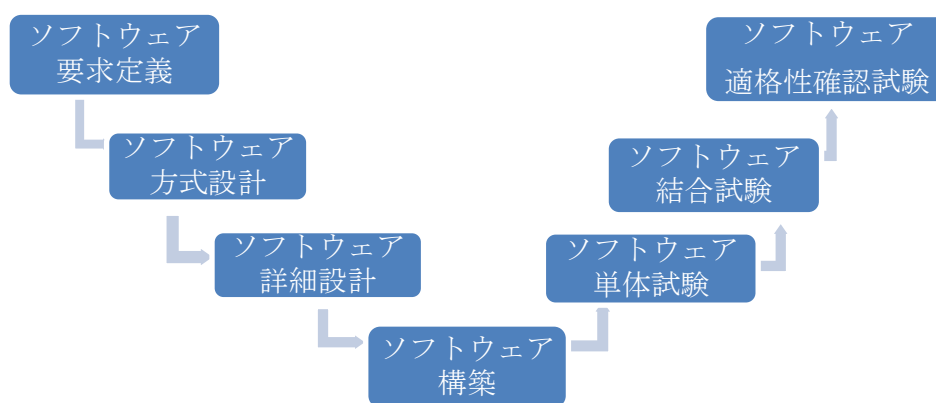 ソフトウェア
要求定義
ソフトウェア
方式設計
ソフトウェア
詳細設計
ソフトウェア
構築
ソフトウェア
単体試験
ソフトウェア
結合試験
ソフトウェア
適格性確認試験